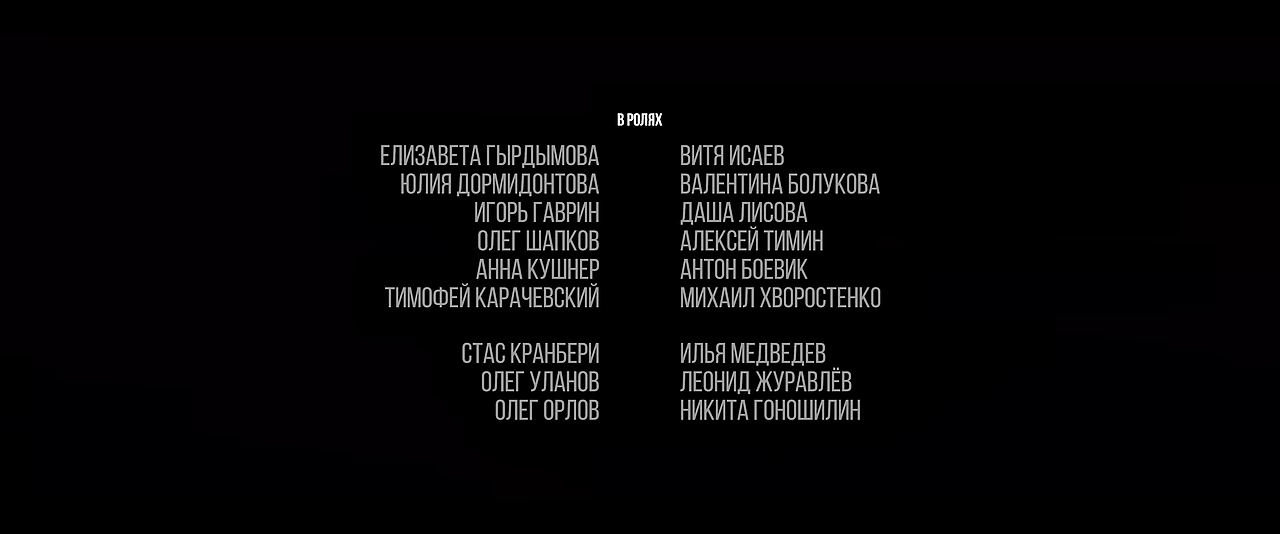 В РОЛЯХ
ЕЛИЗАВЕТА ГЫРДЫМОВА ВИТЯ ИСАЕВ
ЮЛИЯ ДОРМИДОНТОВА ВАЛЕНТИНА БОЛУКОВА
ИГОРЬ ГАВРИН ДАША ЛИСОВА
ОЛЕГ ШАПКОВ АЛЕКСЕЙ ТИМИН
АННА КУШНЕР АНТОН БОЕВИК
ТИМОФЕЙ КАРАЧЕВСКИЙ МИХАИЛ ХВОРОСТЕНКО
СТАС КРАНБЕРИ ИЛЬЯ МЕДВЕДЕВ
ОЛЕГ УЛАНОВ ЛЕОНИД ЖУРАВЛЁВ
ОЛЕГ ОРЛОВ НИКИТА ГОНОШИЛИН